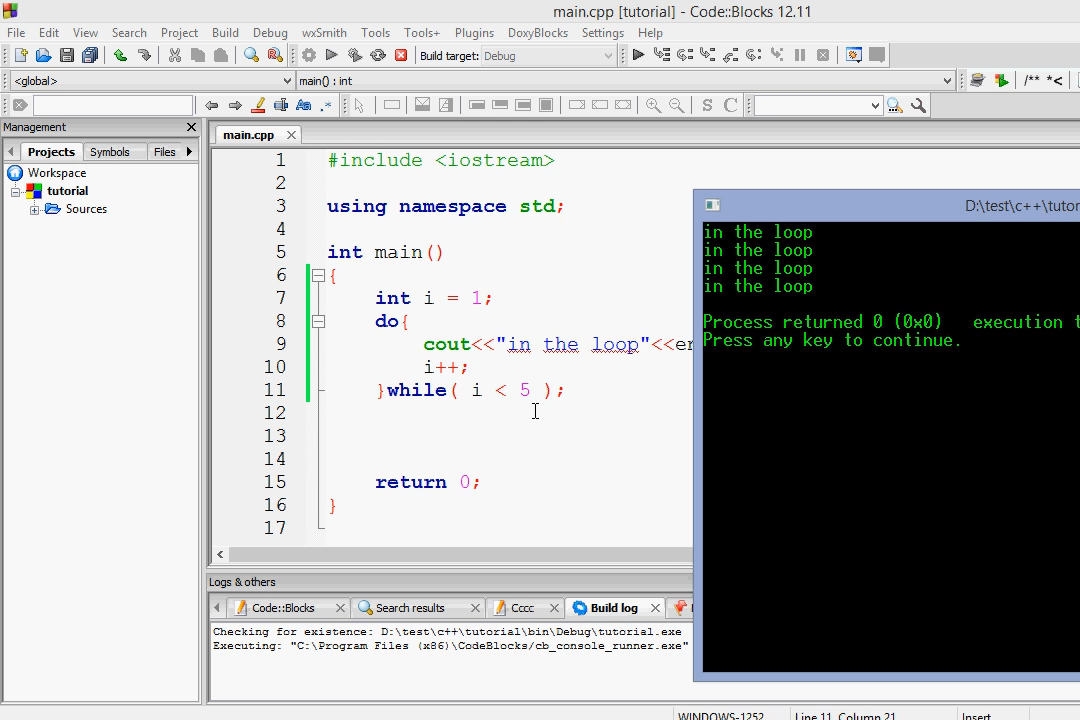 main.cpp [tutorial] - Code::Blocks 12.11
File Edit View Search Project Build Debug wxSmith Tools Tools+ Plugins DoxyBlocks Settings Help
Build target: Debug
<global> main() : int /** *<
Aa .* S C
Management
Projects Symbols Files
Workspace
tutorial
Sources
main.cpp
1 #include <iostream>
2
3 using namespace std;
4
5 int main()
6 {
7 int i = 1;
8 do{
9 cout<<"in the loop"<<en
10 i++;
11 }while( i < 5 );
12
13
14
15 return 0;
16 }
17
D:\test\c++\tutor
in the loop
in the loop
in the loop
in the loop
Process returned 0 (0x0) execution t
Press any key to continue.
Logs & others
Code::Blocks Search results Cccc Build log
Checking for existence: D:\test\c++\tutorial\bin\Debug\tutorial.exe
Executing: "C:\Program Files (x86)\CodeBlocks/cb_console_runner.exe"
WINDOWS-1252 Line 11, Column 21 Insert